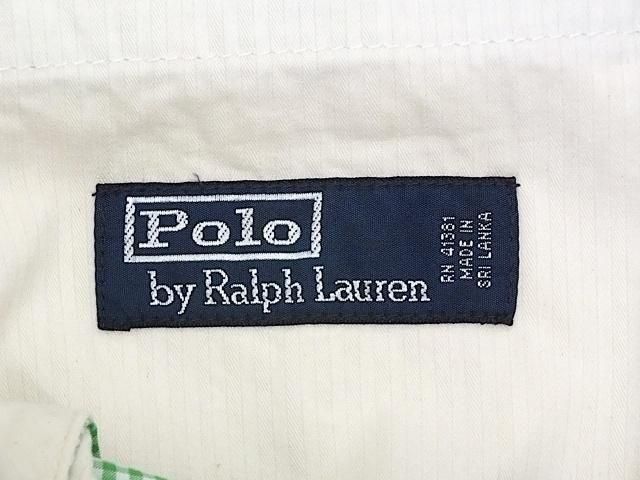 Polo
by Ralph Lauren
RN 41381
MADE IN
SRI LANKA